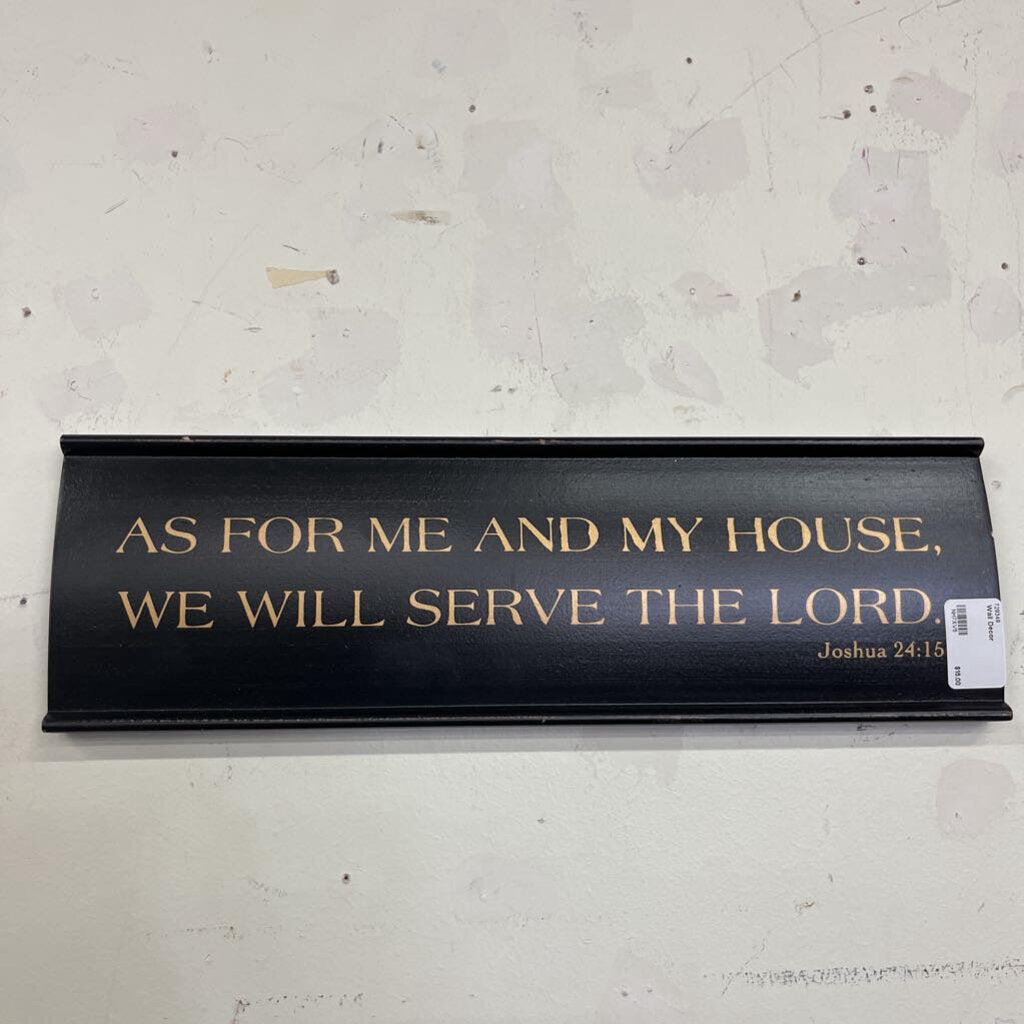 AS FOR ME AND MY HOUSE,
WE WILL SERVE THE LORD.
Joshua 24:15
Wall Decor
$15.00